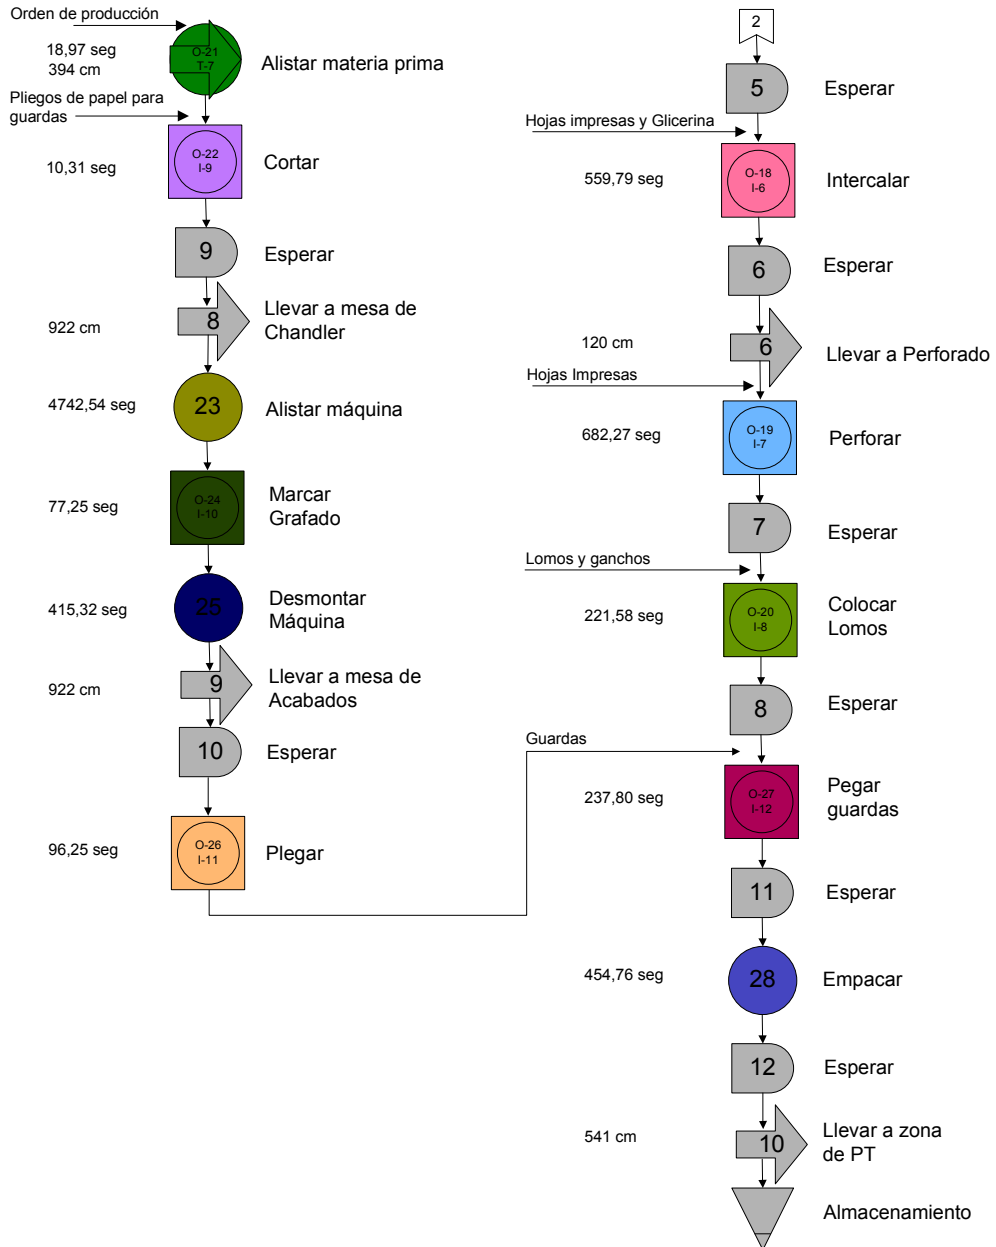 Orden de producción
18,97 seg
394 cm
O-21
T-7
Alistar materia prima
Pliegos de papel para
guardas
10,31 seg
O-22
I-9
Cortar
9
Esperar
922 cm
8
Llevar a mesa de
Chandler
4742,54 seg
23
Alistar máquina
77,25 seg
O-24
I-10
Marcar
Grafado
415,32 seg
25
Desmontar
Máquina
922 cm
9
Llevar a mesa de
Acabados
10
Esperar
96,25 seg
O-26
I-11
Plegar
2
5
Esperar
Hojas impresas y Glicerina
559,79 seg
O-18
I-6
Intercalar
6
Esperar
120 cm
6
Llevar a Perforado
Hojas Impresas
682,27 seg
O-19
I-7
Perforar
7
Esperar
Lomos y ganchos
221,58 seg
O-20
I-8
Colocar
Lomos
8
Esperar
Guardas
237,80 seg
O-27
I-12
Pegar
guardas
11
Esperar
454,76 seg
28
Empacar
12
Esperar
541 cm
10
Llevar a zona
de PT
Almacenamiento